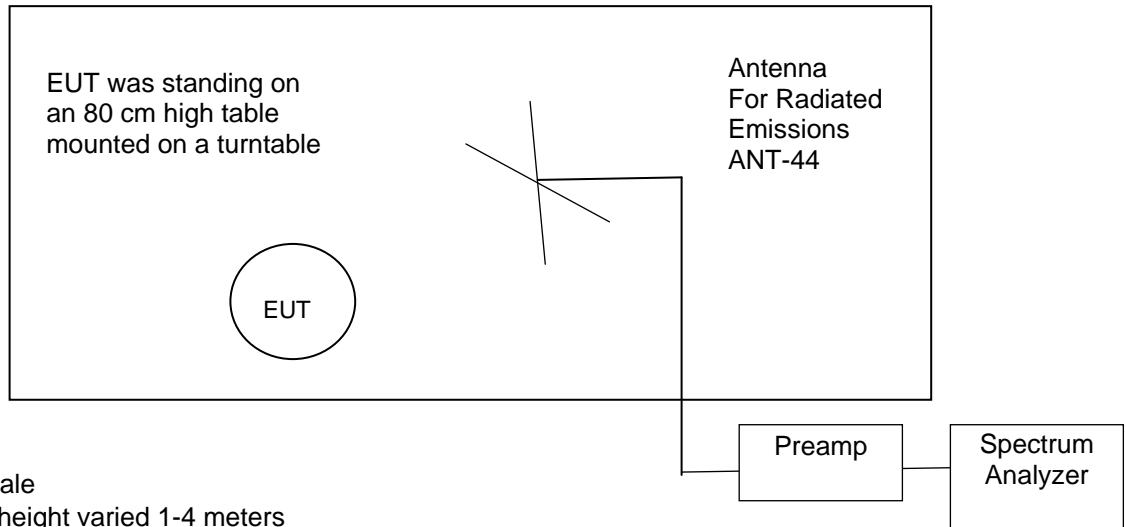 EUT was standing on
an 80 cm high table
mounted on a turntable
Antenna
For Radiated
Emissions
ANT-44
EUT
Preamp
Spectrum
Analyzer
height varied 1-4 meters